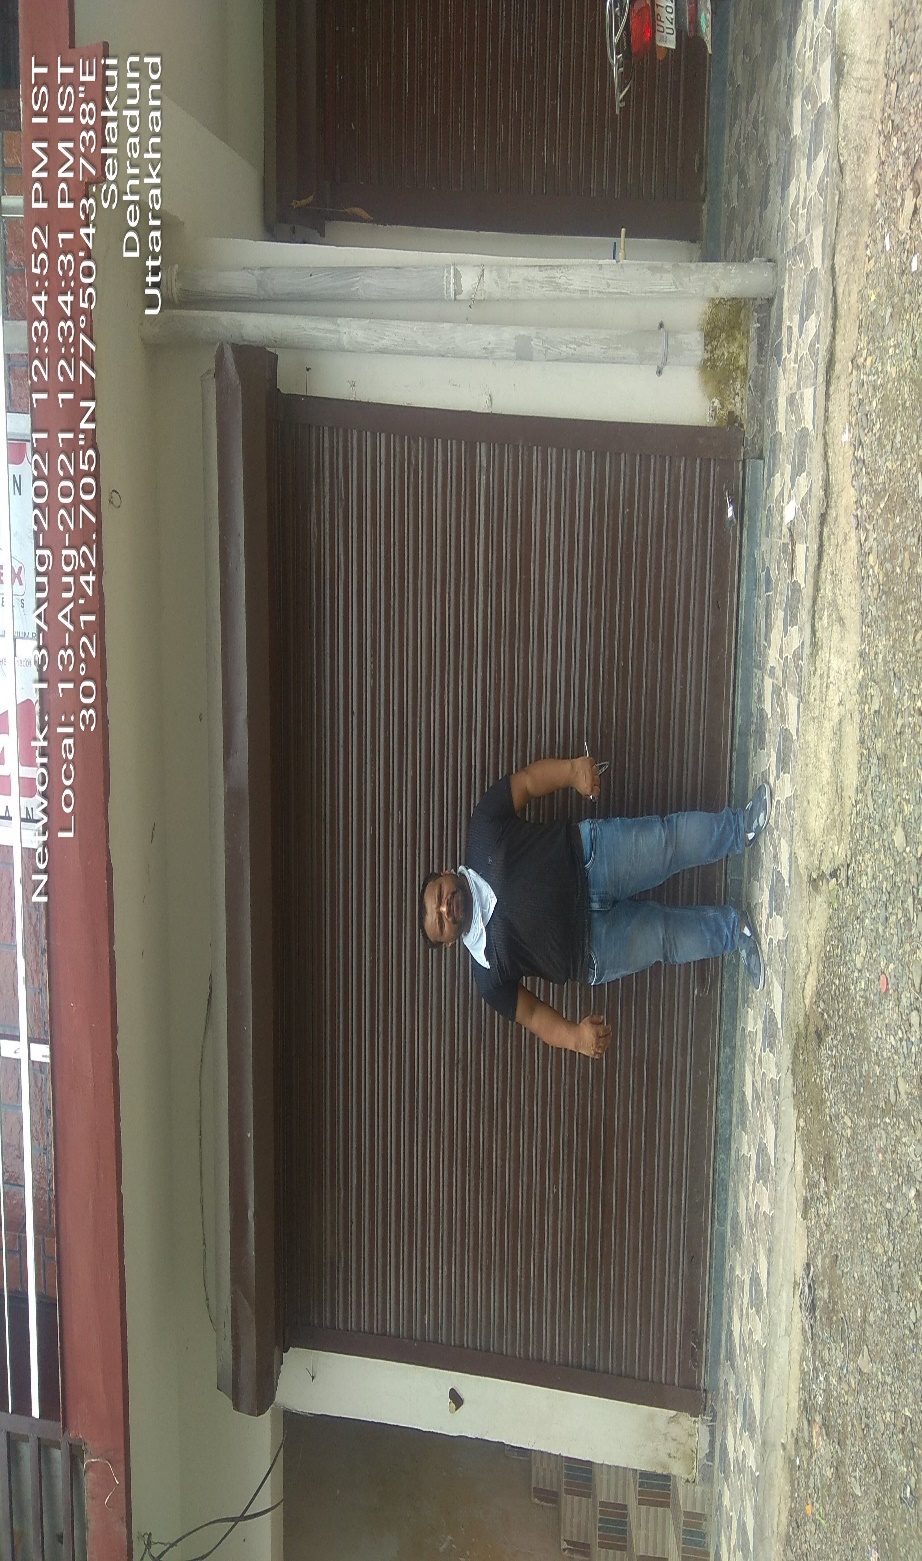 Network: 13-Aug-2021 12:34:52 PM IST
Local: 13-Aug-2021 12:34:31 PM IST
30°21'42.705"N 77°50'43.738"E
Selakui
Dehradun
Uttarakhand